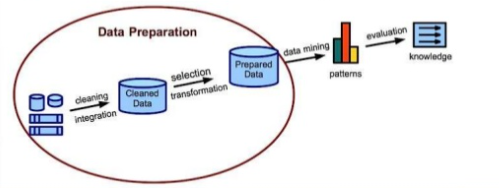 Data Preparation
cleaning
integration
Cleaned
Data
selection
transformation
Prepared
Data
data mining
patterns
evaluation
knowledge